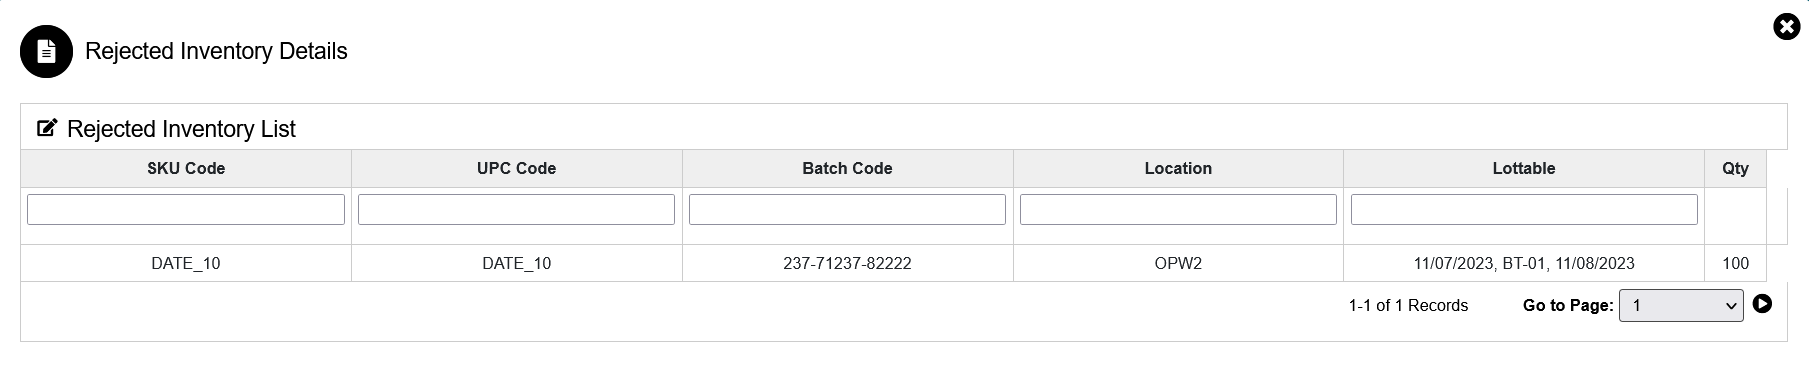 Rejected Inventory Details
Rejected Inventory List
SKU Code UPC Code Batch Code Location Lottable Qty
DATE_10 DATE_10 237-71237-82222 OPW2 11/07/2023, BT-01, 11/08/2023 100
1-1 of 1 Records Go to Page: 1